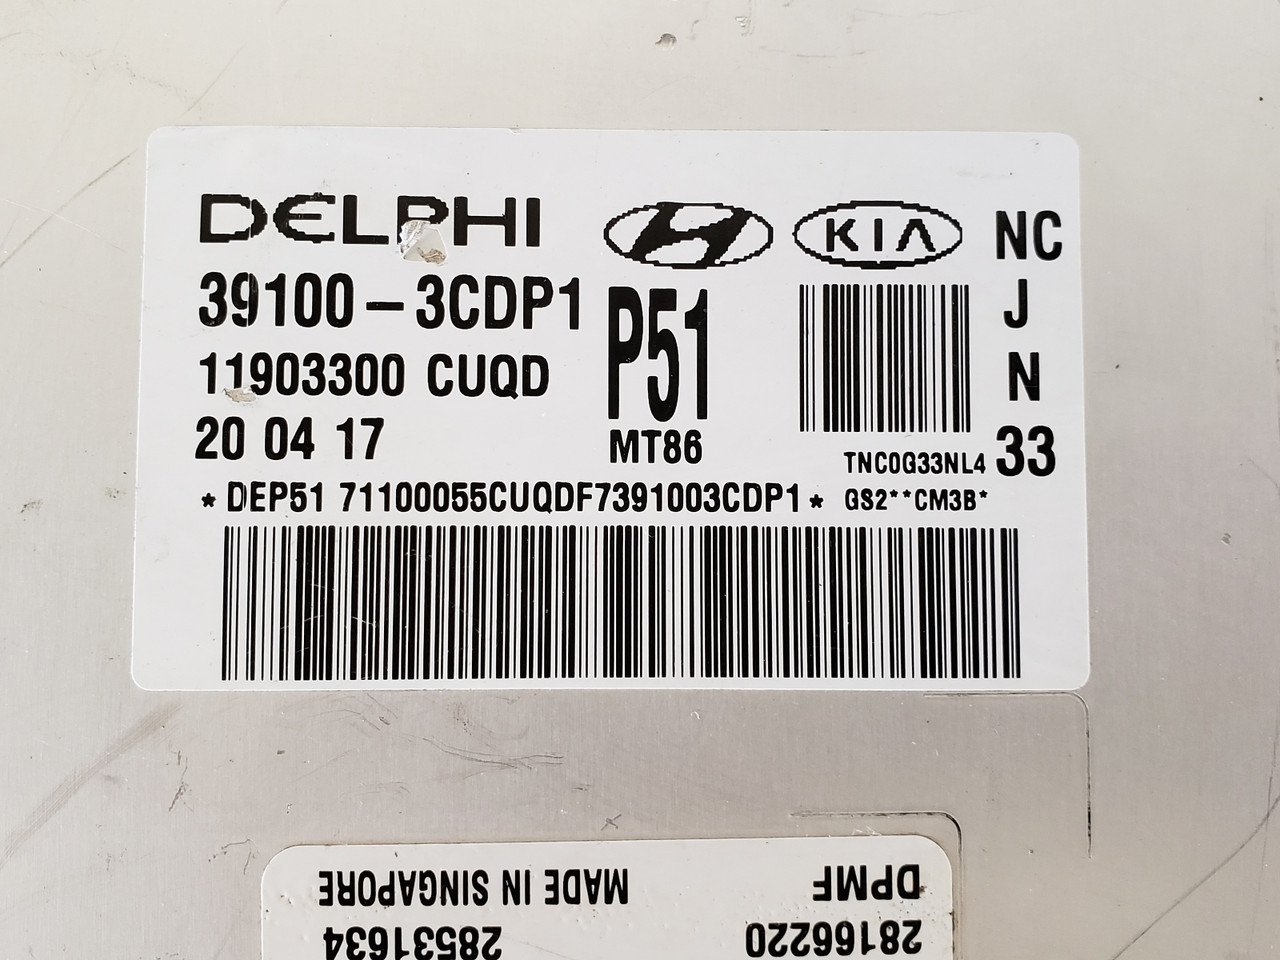 DELPHI
KIA
NC
39100-3CDP1
P51
J
11903300 CUQD
N
20 04 17
MT86
TNC0G33NL4
33
*DEP51 71100055CUQDF7391003CDP1*
GS2**CM3B*
DPMF
MADE IN SINGAPORE
28166220
28531634